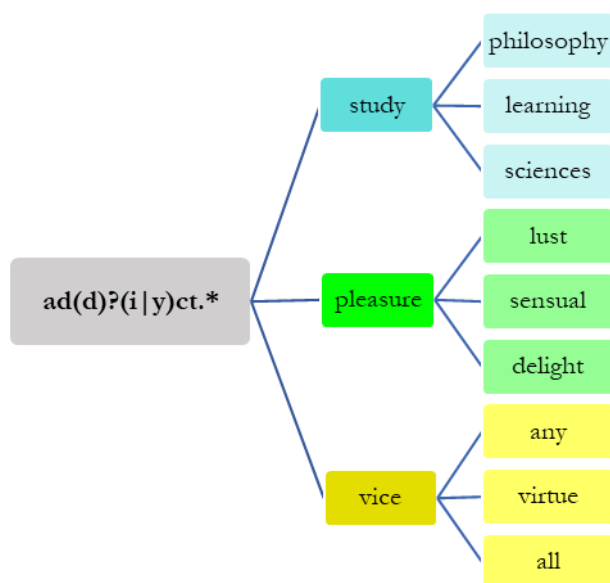 ad(d)?(i|y)ct.*
study
philosophy
learning
sciences
pleasure
lust
sensual
delight
vice
any
virtue
all